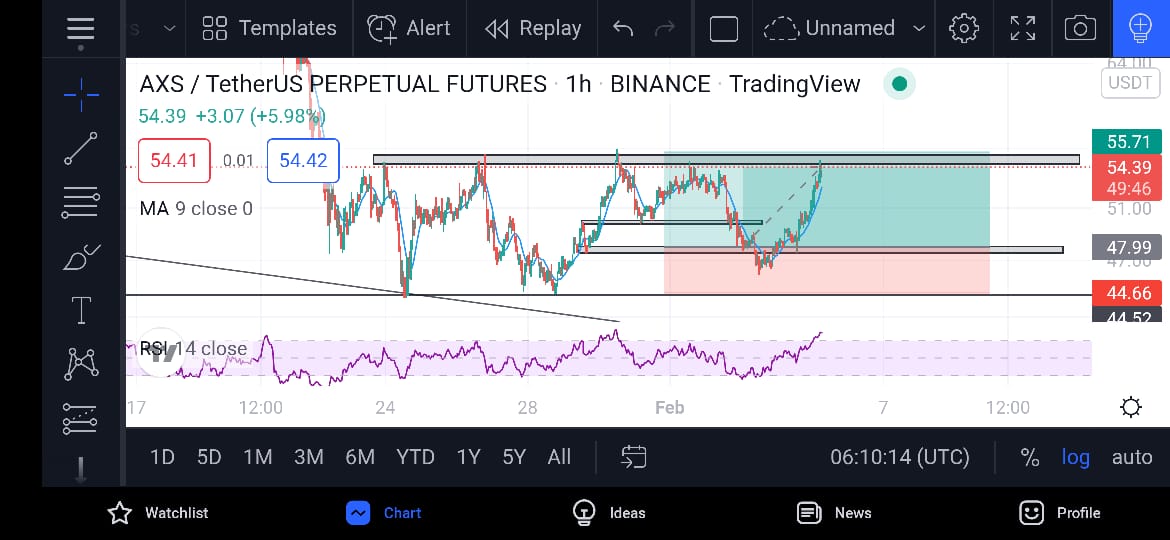 s Templates Alert Replay Unnamed
64.00
AXS / TetherUS PERPETUAL FUTURES · 1h · BINANCE · TradingView
USDT
54.39 +3.07 (+5.98%)
55.71
54.41 0.01 54.42
54.39
49:46
MA 9 close 0
51.00
47.99
47.00
44.66
44.52
RSI 14 close
17 12:00 24 28 Feb 7 12:00
1D 5D 1M 3M 6M YTD 1Y 5Y All 06:10:14 (UTC) % log auto
Watchlist Chart Ideas News Profile